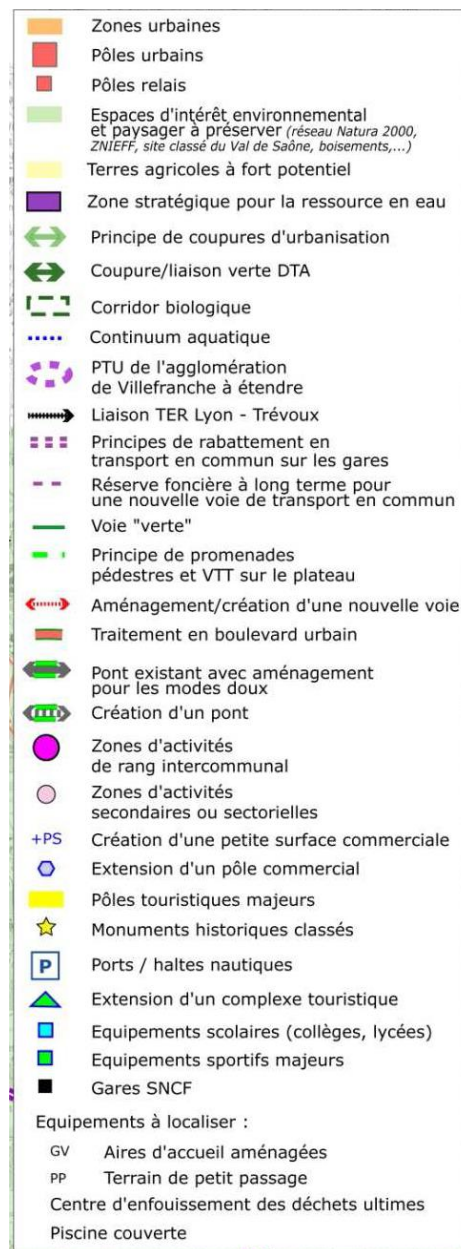 Zones urbaines
Pôles urbains
Pôles relais
Espaces d'intérêt environnemental
et paysager à préserver (réseau Natura 2000,
ZNIEFF, site classé du Val de Saône, boisements,...)
Terres agricoles à fort potentiel
Zone stratégique pour la ressource en eau
Principe de coupures d'urbanisation
Coupure/liaison verte DTA
Corridor biologique
Continuum aquatique
PTU de l'agglomération
de Villefranche à étendre
Liaison TER Lyon - Trévoux
Principes de rabattement en
transport en commun sur les gares
Réserve foncière à long terme pour
une nouvelle voie de transport en commun
Voie "verte"
Principe de promenades
pédestres et VTT sur le plateau
Aménagement/création d'une nouvelle voie
Traitement en boulevard urbain
Pont existant avec aménagement
pour les modes doux
Création d'un pont
Zones d'activités
de rang intercommunal
Zones d'activités
secondaires ou sectorielles
+PS Création d'une petite surface commerciale
Extension d'un pôle commercial
Pôles touristiques majeurs
Monuments historiques classés
P Ports / haltes nautiques
Extension d'un complexe touristique
Equipements scolaires (collèges, lycées)
Equipements sportifs majeurs
Gares SNCF
Equipements à localiser :
GV Aires d'accueil aménagées
PP Terrain de petit passage
Centre d'enfouissement des déchets ultimes
Piscine couverte